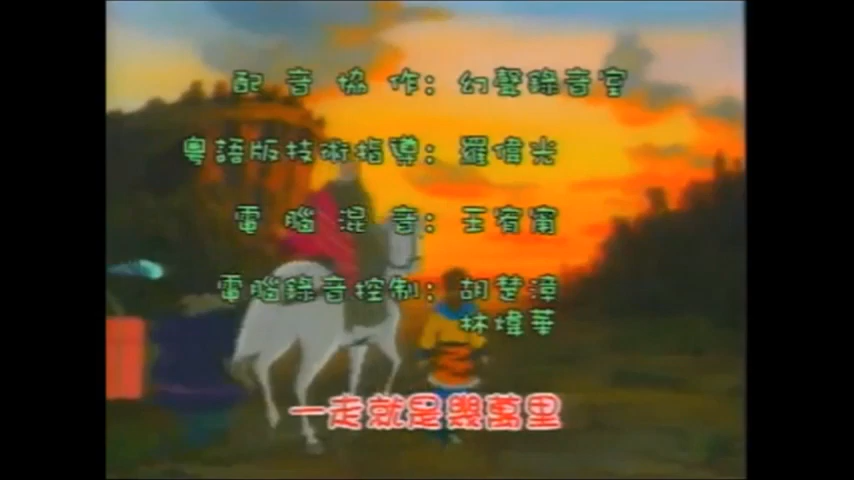 配音協作：幻聲錄音室
粵語版技術指導：羅偉光
電腦混音：王宥甯
電腦錄音控制：胡楚漳
林煒華
一走就是幾萬里